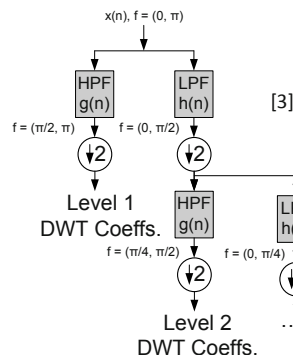 x(n), f = (0, π)
HPF
g(n)
LPF
h(n)
[3]
f = (π/2, π)
f = (0, π/2)
↓2
↓2
Level 1
DWT Coeffs.
HPF
g(n)
f = (π/4, π/2)
f = (0, π/4)
↓2
Level 2
DWT Coeffs.